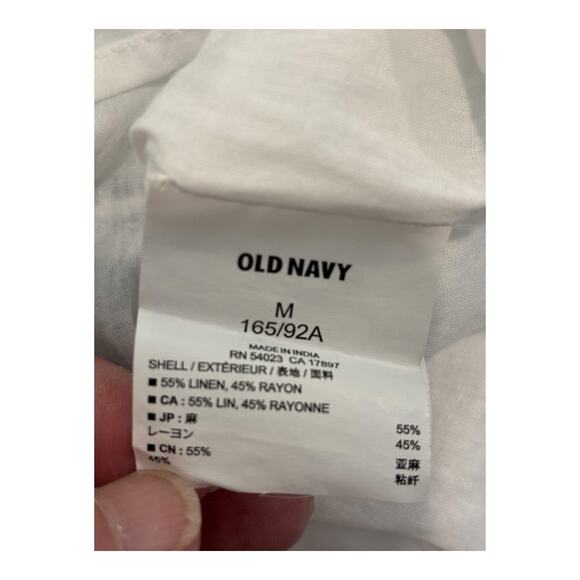 OLD NAVY
M
165/92A
MADE IN INDIA
RN 54023 CA 17897
SHELL / EXTÉRIEUR / 表地 / 面料
■ 55% LINEN, 45% RAYON
■ CA : 55% LIN, 45% RAYONNE
■ JP : 麻 55%
レーヨン 45%
■ CN : 55% 亚麻
45% 粘纤